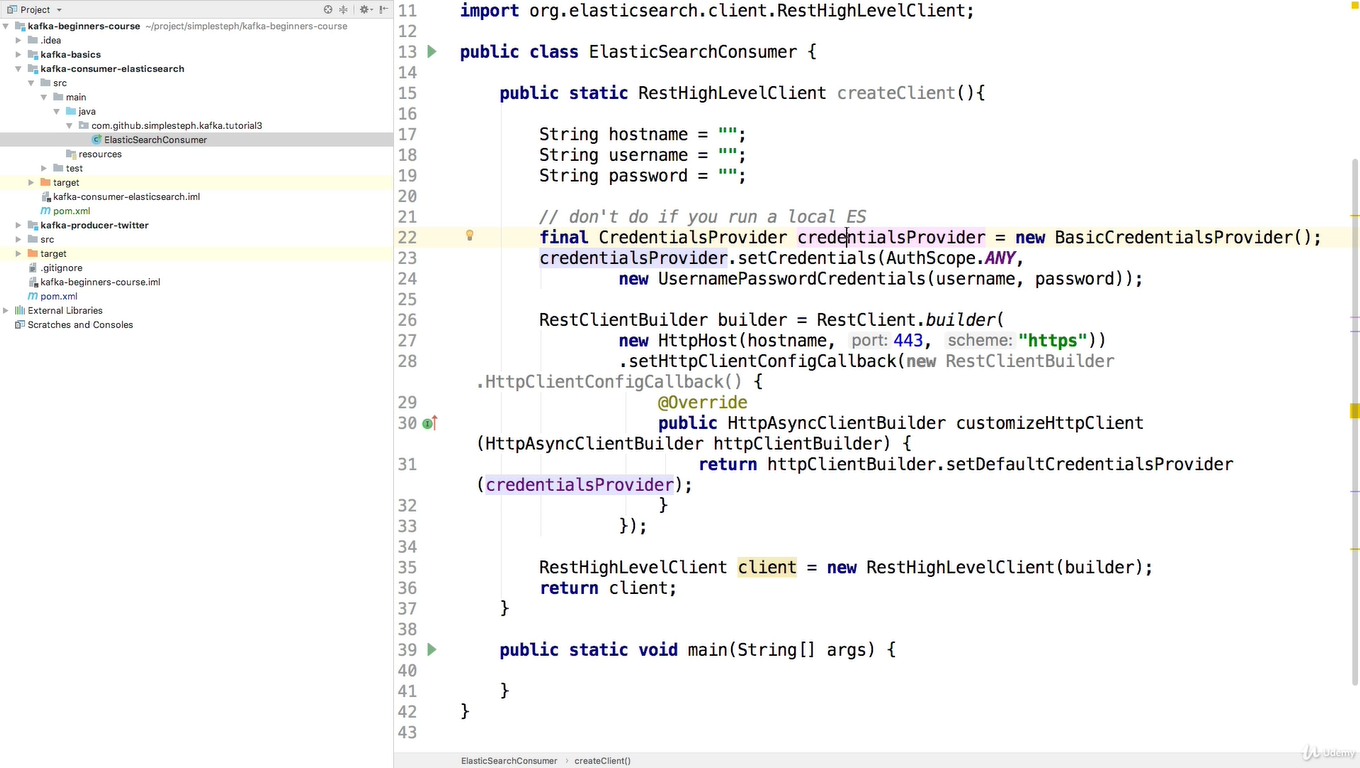 Project
kafka-beginners-course ~/project/simplesteph/kafka-beginners-course
.idea
kafka-basics
kafka-consumer-elasticsearch
src
main
java
com.github.simplesteph.kafka.tutorial3
ElasticSearchConsumer
resources
test
target
kafka-consumer-elasticsearch.iml
pom.xml
kafka-producer-twitter
src
target
.gitignore
kafka-beginners-course.iml
pom.xml
External Libraries
Scratches and Consoles
11 import org.elasticsearch.client.RestHighLevelClient;
12
13 public class ElasticSearchConsumer {
14
15 public static RestHighLevelClient createClient(){
16
17 String hostname = "";
18 String username = "";
19 String password = "";
20
21 // don't do if you run a local ES
22 final CredentialsProvider credentialsProvider = new BasicCredentialsProvider();
23 credentialsProvider.setCredentials(AuthScope.ANY,
24 new UsernamePasswordCredentials(username, password));
25
26 RestClientBuilder builder = RestClient.builder(
27 new HttpHost(hostname, port: 443, scheme: "https"))
28 .setHttpClientConfigCallback(new RestClientBuilder
.HttpClientConfigCallback() {
29 @Override
30 public HttpAsyncClientBuilder customizeHttpClient
(HttpAsyncClientBuilder httpClientBuilder) {
31 return httpClientBuilder.setDefaultCredentialsProvider
(credentialsProvider);
32 }
33 });
34
35 RestHighLevelClient client = new RestHighLevelClient(builder);
36 return client;
37 }
38
39 public static void main(String[] args) {
40
41 }
42 }
43
ElasticSearchConsumer › createClient()
Udemy